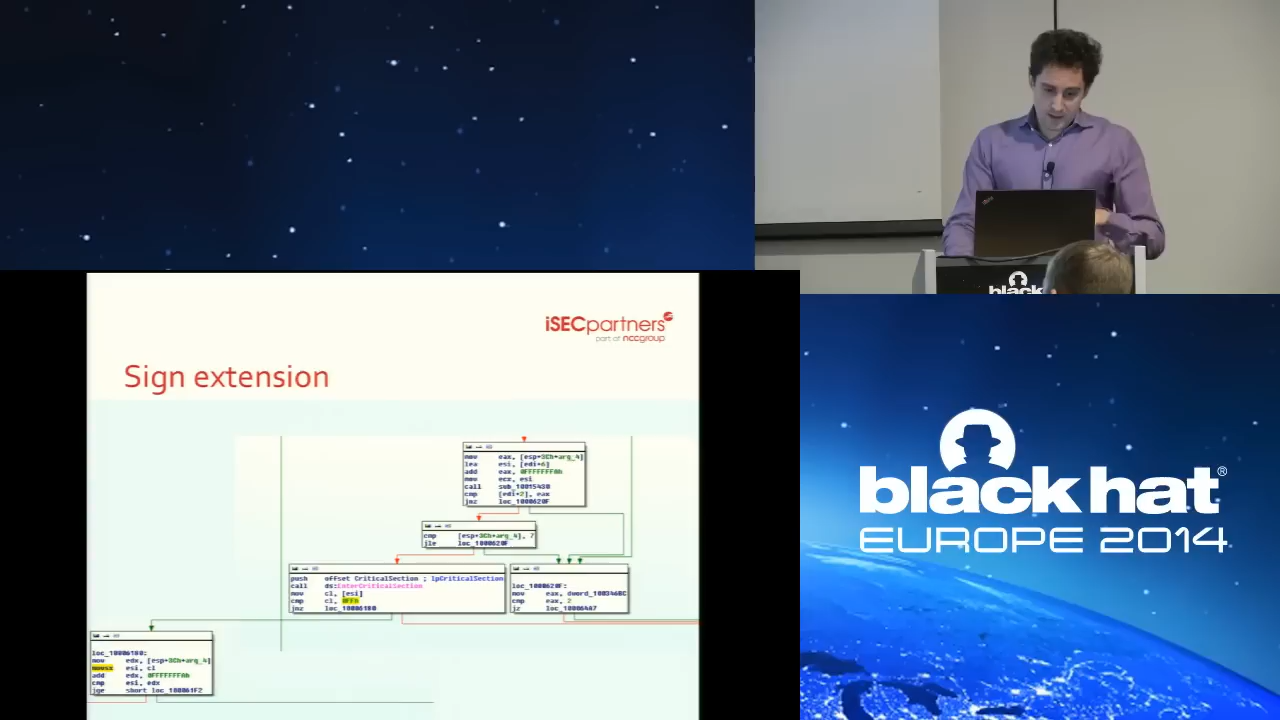 black
iSECpartners
part of nccgroup
Sign extension
mov eax, [esp+3Ch+arg_4]
lea esi, [edi+6]
add eax, 0FFFFFFFAh
mov ecx, esi
call sub_10015430
cmp [edi+2], eax
jnz loc_1000620F
cmp [esp+3Ch+arg_4], 7
jle loc_1000620F
push offset CriticalSection ; lpCriticalSection
call ds:EnterCriticalSection
mov cl, [esi]
cmp cl, 0FFh
jnz loc_10006180
loc_1000620F:
mov eax, dword_100346BC
cmp eax, 2
jz loc_100064A7
loc_10006180:
mov edx, [esp+3Ch+arg_4]
movsx esi, cl
add edx, 0FFFFFFFAh
cmp esi, edx
jge short loc_100061F2
black hat®
EUROPE 2014